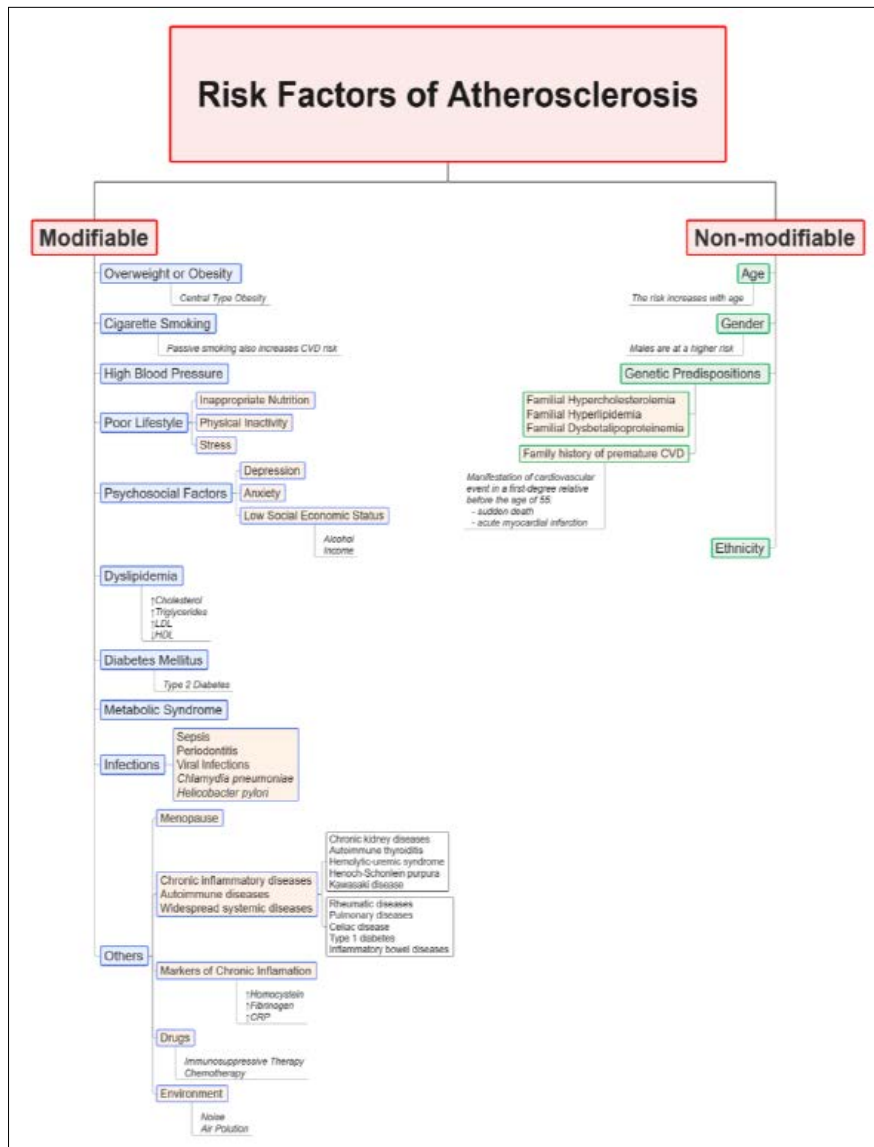 Risk Factors of Atherosclerosis
Modifiable
Overweight or Obesity
Central Type Obesity
Cigarette Smoking
Passive smoking also increases CVD risk
High Blood Pressure
Poor Lifestyle
Inappropriate Nutrition
Physical Inactivity
Stress
Psychosocial Factors
Depression
Anxiety
Low Social Economic Status
Alcohol
Income
Dyslipidemia
↑Cholesterol
↑Triglycerides
↑LDL
↓HDL
Diabetes Mellitus
Type 2 Diabetes
Metabolic Syndrome
Infections
Sepsis
Periodontitis
Viral Infections
Chlamydia pneumoniae
Helicobacter pylori
Others
Menopause
Chronic inflammatory diseases
Autoimmune diseases
Widespread systemic diseases
Chronic kidney diseases
Autoimmune thyroiditis
Hemolytic-uremic syndrome
Henoch-Schonlein purpura
Kawasaki disease
Rheumatic diseases
Pulmonary diseases
Celiac disease
Type 1 diabetes
Inflammatory bowel diseases
Markers of Chronic Inflamation
↑Homocystein
↑Fibrinogen
↑CRP
Drugs
Immunosuppressive Therapy
Chemotherapy
Environment
Noise
Air Polution
Non-modifiable
Age
The risk increases with age
Gender
Males are at a higher risk
Genetic Predispositions
Familial Hypercholesterolemia
Familial Hyperlipidemia
Familial Dysbetalipoproteinemia
Family history of premature CVD
Manifestation of cardiovascular
event in a first-degree relative
before the age of 55:
- sudden death
- acute myocardial infarction
Ethnicity